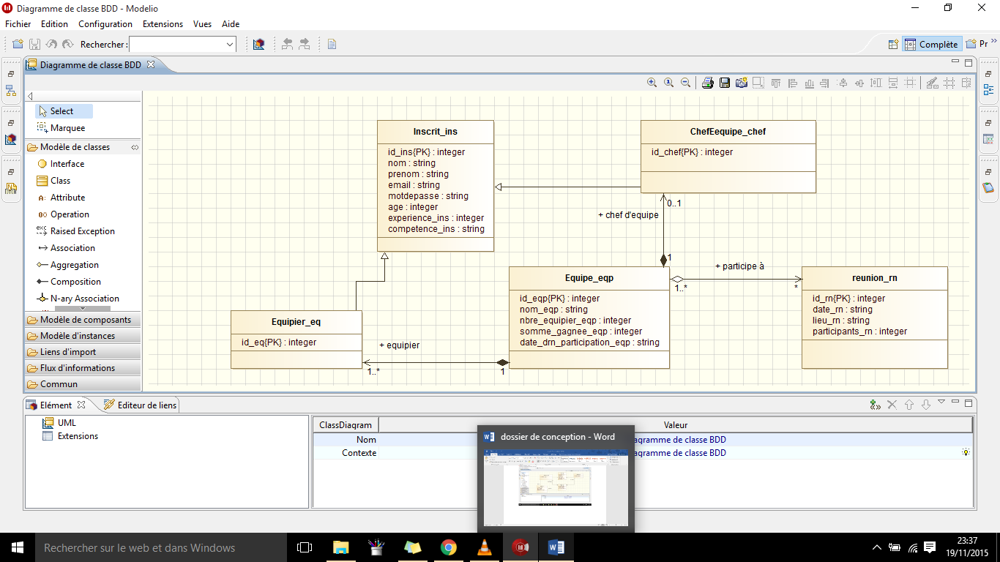 Diagramme de classe BDD - Modelio
Fichier Edition Configuration Extensions Vues Aide
Rechercher :
Complète
Pr
Diagramme de classe BDD
Select
Marquee
Modèle de classes
Interface
Class
Attribute
Operation
Raised Exception
Association
Aggregation
Composition
N-ary Association
Modèle de composants
Modèle d'instances
Liens d'import
Flux d'informations
Commun
Inscrit_ins
id_ins{PK} : integer
nom : string
prenom : string
email : string
motdepasse : string
age : integer
experience_ins : integer
competence_ins : string
ChefEequipe_chef
id_chef{PK} : integer
0..1
+ chef d'equipe
1
+ participe à
Equipe_eqp
id_eqp{PK} : integer
nom_eqp : string
nbre_equipier_eqp : integer
somme_gagnee_eqp : integer
date_drn_participation_eqp : string
1..*
*
reunion_rn
id_rn{PK} : integer
date_rn : string
lieu_rn : string
participants_rn : integer
Equipier_eq
id_eq{PK} : integer
+ equipier
1..*
1
Elément
Editeur de liens
UML
Extensions
ClassDiagram Valeur
Nom agramme de classe BDD
Contexte agramme de classe BDD
dossier de conception - Word
Rechercher sur le web et dans Windows
23:37
19/11/2015